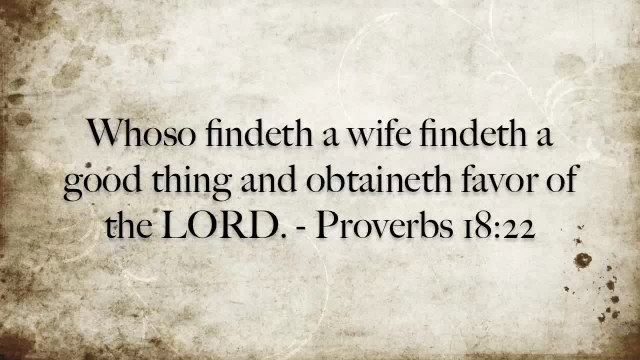 Whoso findeth a wife findeth a
good thing and obtaineth favor of
the LORD. - Proverbs 18:22